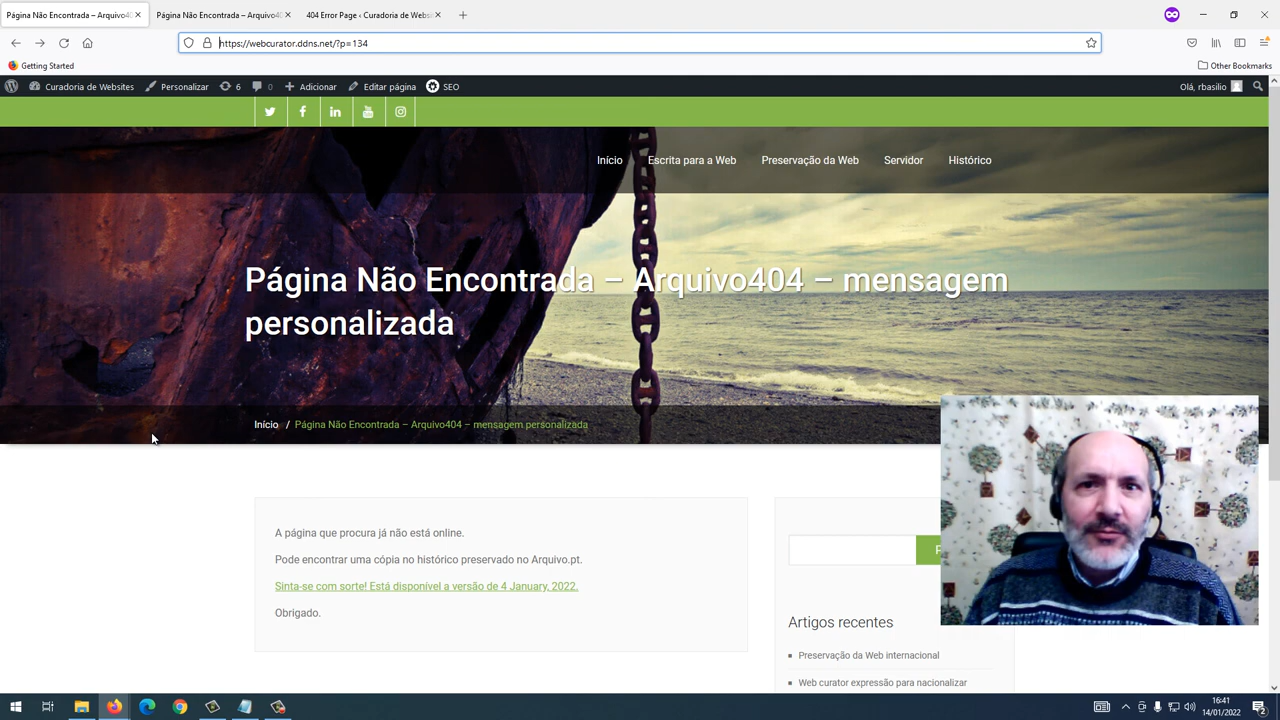 Página Não Encontrada – Arquivo4
Página Não Encontrada – Arquivo40
404 Error Page ‹ Curadoria de Webs
https://webcurator.ddns.net/?p=134
Getting Started
Other Bookmarks
Curadoria de Websites
Personalizar
6
0
Adicionar
Editar página
SEO
Olá, rbasilio
Início
Escrita para a Web
Preservação da Web
Servidor
Histórico
Página Não Encontrada – Arquivo404 – mensagem
personalizada
Início / Página Não Encontrada – Arquivo404 – mensagem personalizada
A página que procura já não está online.
Pode encontrar uma cópia no histórico preservado no Arquivo.pt.
Sinta-se com sorte! Está disponível a versão de 4 January, 2022.
Obrigado.
Artigos recentes
Preservação da Web internacional
Web curator expressão para nacionalizar
16:41
14/01/2022
2